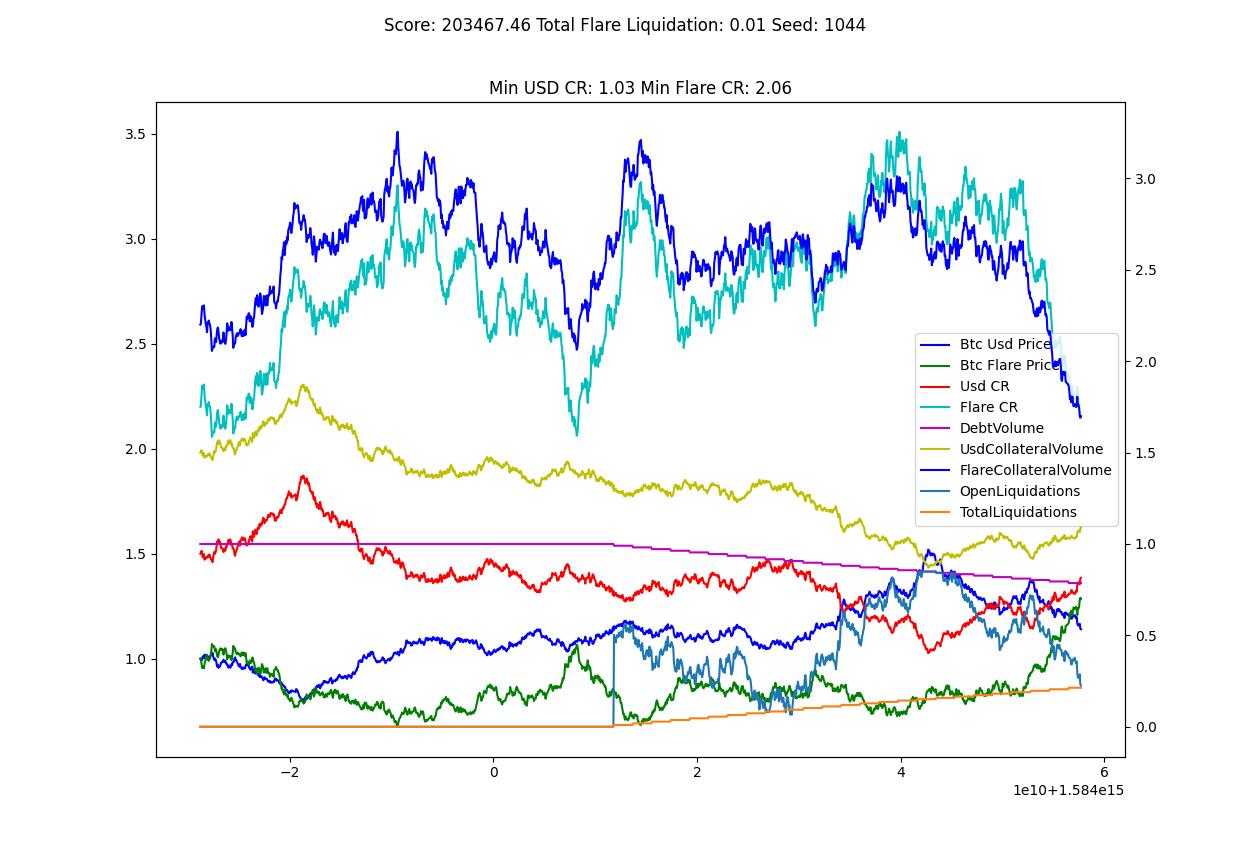 Score: 203467.46 Total Flare Liquidation: 0.01 Seed: 1044
Min USD CR: 1.03 Min Flare CR: 2.06
3.5
3.0
2.5
2.0
1.5
1.0
3.0
2.5
2.0
1.5
1.0
0.5
0.0
Btc Usd Price
Btc Flare Price
Usd CR
Flare CR
DebtVolume
UsdCollateralVolume
FlareCollateralVolume
OpenLiquidations
TotalLiquidations
−2 0 2 4 6
1e10+1.584e15